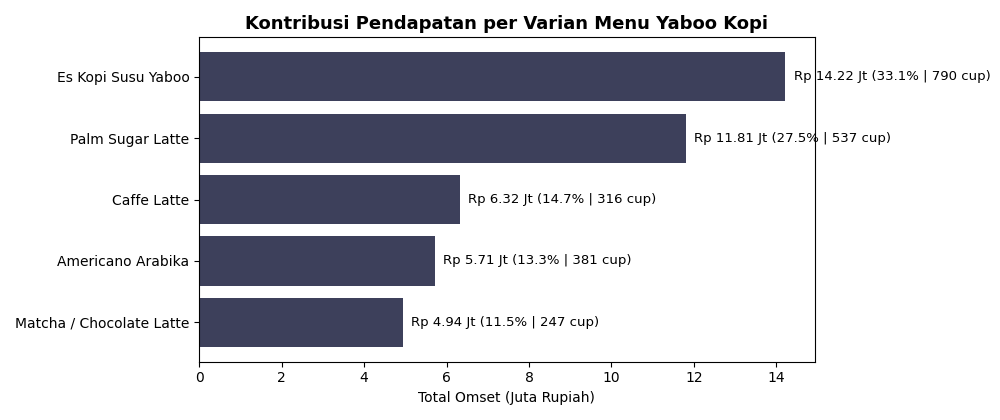 Kontribusi Pendapatan per Varian Menu Yaboo Kopi
Es Kopi Susu Yaboo Rp 14.22 Jt (33.1% | 790 cup)
Palm Sugar Latte Rp 11.81 Jt (27.5% | 537 cup)
Caffe Latte Rp 6.32 Jt (14.7% | 316 cup)
Americano Arabika Rp 5.71 Jt (13.3% | 381 cup)
Matcha / Chocolate Latte Rp 4.94 Jt (11.5% | 247 cup)
0 2 4 6 8 10 12 14
Total Omset (Juta Rupiah)